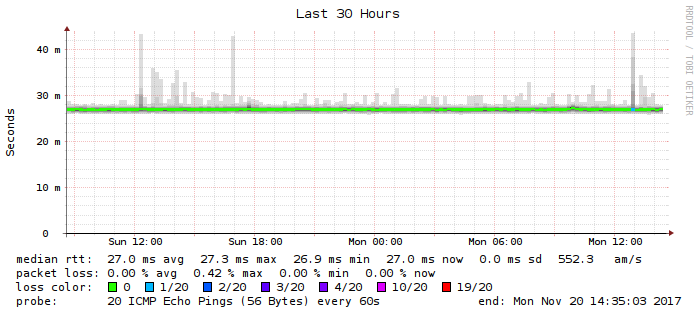 Last 30 Hours
RRDTOOL / TOBI OETIKER
Seconds
40 m
30 m
20 m
10 m
0
Sun 12:00 Sun 18:00 Mon 00:00 Mon 06:00 Mon 12:00
median rtt: 27.0 ms avg 27.3 ms max 26.9 ms min 27.0 ms now 0.0 ms sd 552.3 am/s
packet loss: 0.00 % avg 0.42 % max 0.00 % min 0.00 % now
loss color: 0 1/20 2/20 3/20 4/20 10/20 19/20
probe: 20 ICMP Echo Pings (56 Bytes) every 60s end: Mon Nov 20 14:35:03 2017